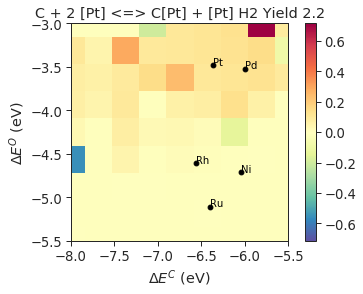 C + 2 [Pt] <=> C[Pt] + [Pt] H2 Yield 2.2
−3.0
−3.5
−4.0
−4.5
−5.0
−5.5
ΔE^O (eV)
Pt
Pd
Rh
Ni
Ru
−8.0 −7.5 −7.0 −6.5 −6.0 −5.5
ΔE^C (eV)
0.6
0.4
0.2
0.0
−0.2
−0.4
−0.6